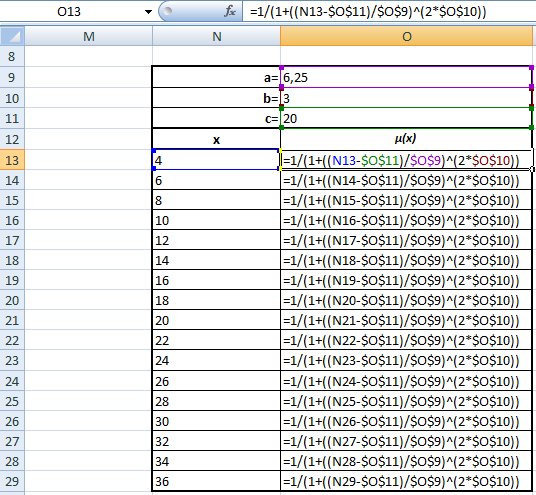 O13 fx =1/(1+((N13-$O$11)/$O$9)^(2*$O$10))
M N O
8
9 a= 6,25
10 b= 3
11 c= 20
12 x μ(x)
13 4 =1/(1+((N13-$O$11)/$O$9)^(2*$O$10))
14 6 =1/(1+((N14-$O$11)/$O$9)^(2*$O$10))
15 8 =1/(1+((N15-$O$11)/$O$9)^(2*$O$10))
16 10 =1/(1+((N16-$O$11)/$O$9)^(2*$O$10))
17 12 =1/(1+((N17-$O$11)/$O$9)^(2*$O$10))
18 14 =1/(1+((N18-$O$11)/$O$9)^(2*$O$10))
19 16 =1/(1+((N19-$O$11)/$O$9)^(2*$O$10))
20 18 =1/(1+((N20-$O$11)/$O$9)^(2*$O$10))
21 20 =1/(1+((N21-$O$11)/$O$9)^(2*$O$10))
22 22 =1/(1+((N22-$O$11)/$O$9)^(2*$O$10))
23 24 =1/(1+((N23-$O$11)/$O$9)^(2*$O$10))
24 26 =1/(1+((N24-$O$11)/$O$9)^(2*$O$10))
25 28 =1/(1+((N25-$O$11)/$O$9)^(2*$O$10))
26 30 =1/(1+((N26-$O$11)/$O$9)^(2*$O$10))
27 32 =1/(1+((N27-$O$11)/$O$9)^(2*$O$10))
28 34 =1/(1+((N28-$O$11)/$O$9)^(2*$O$10))
29 36 =1/(1+((N29-$O$11)/$O$9)^(2*$O$10))